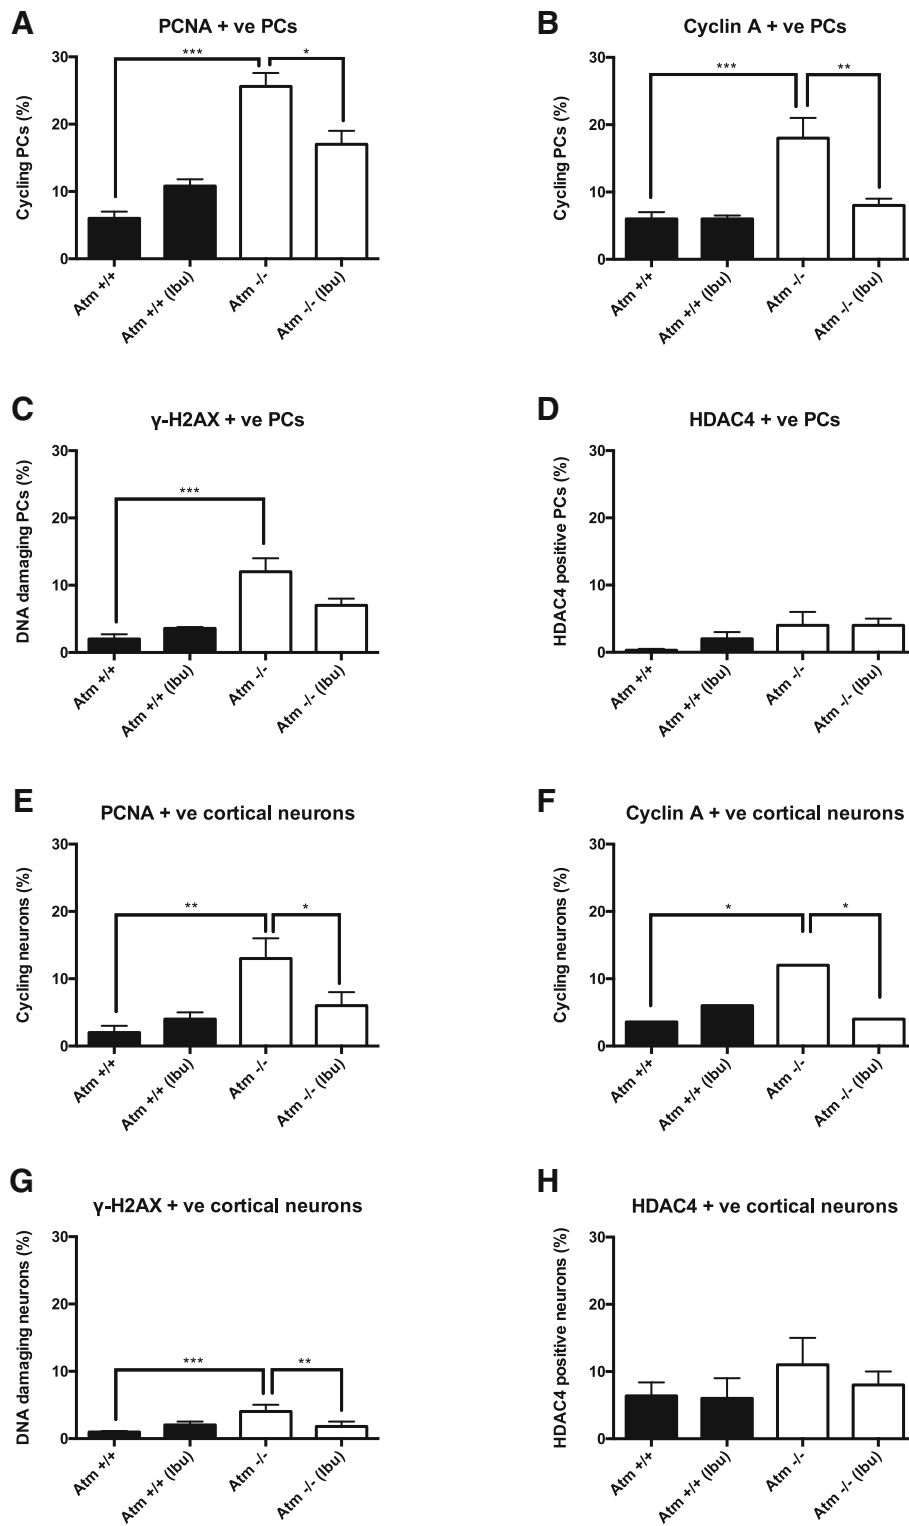 A
PCNA + ve PCs
Cycling PCs (%)
30
20
10
0
*** *
Atm +/+
Atm +/+ (Ibu)
Atm -/-
Atm -/- (Ibu)
B
Cyclin A + ve PCs
Cycling PCs (%)
30
20
10
0
*** **
Atm +/+
Atm +/+ (Ibu)
Atm -/-
Atm -/- (Ibu)
C
γ-H2AX + ve PCs
DNA damaging PCs (%)
30
20
10
0
***
Atm +/+
Atm +/+ (Ibu)
Atm -/-
Atm -/- (Ibu)
D
HDAC4 + ve PCs
HDAC4 positive PCs (%)
30
20
10
0
Atm +/+
Atm +/+ (Ibu)
Atm -/-
Atm -/- (Ibu)
E
PCNA + ve cortical neurons
Cycling neurons (%)
30
20
10
0
** *
Atm +/+
Atm +/+ (Ibu)
Atm -/-
Atm -/- (Ibu)
F
Cyclin A + ve cortical neurons
Cycling neurons (%)
30
20
10
0
* *
Atm +/+
Atm +/+ (Ibu)
Atm -/-
Atm -/- (Ibu)
G
γ-H2AX + ve cortical neurons
DNA damaging neurons (%)
30
20
10
0
*** **
Atm +/+
Atm +/+ (Ibu)
Atm -/-
Atm -/- (Ibu)
H
HDAC4 + ve cortical neurons
HDAC4 positive neurons (%)
30
20
10
0
Atm +/+
Atm +/+ (Ibu)
Atm -/-
Atm -/- (Ibu)